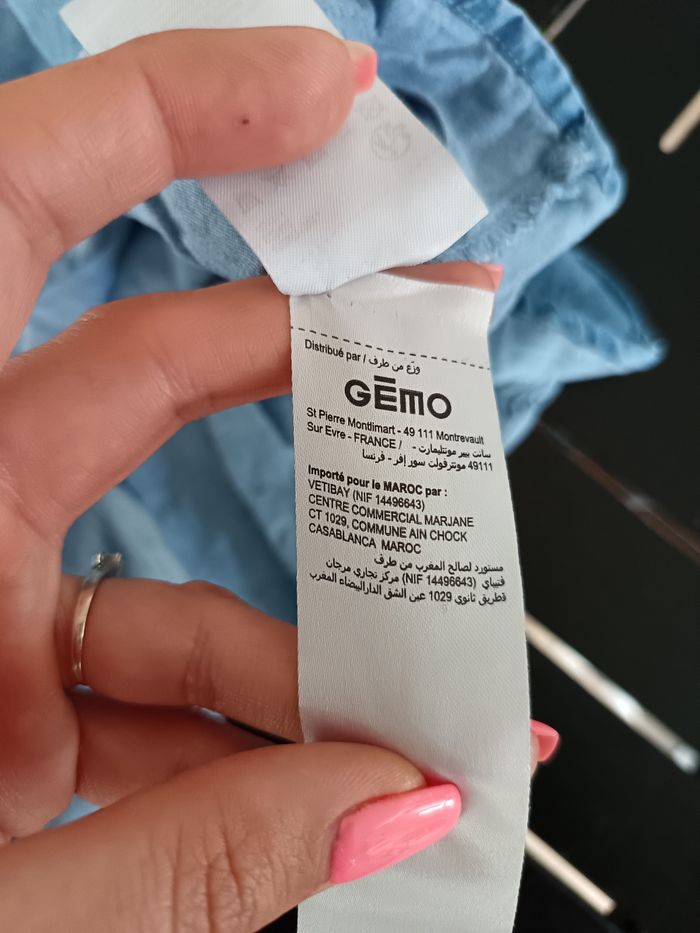 Distribué par / وزع من طرف
GĒMO
St Pierre Montlimart - 49 111 Montrevault
Sur Evre - FRANCE / سانت بيير مونتليمارت -
49111 مونترفولت سور إفر - فرنسا
Importé pour le MAROC par :
VETIBAY (NIF 14496643)
CENTRE COMMERCIAL MARJANE
CT 1029, COMMUNE AIN CHOCK
CASABLANCA MAROC
مستورد لصالح المغرب من طرف
فتيباي (NIF 14496643) مركز تجاري مرجان
طريق ثانوي 1029 عين الشق الدارالبيضاء المغرب